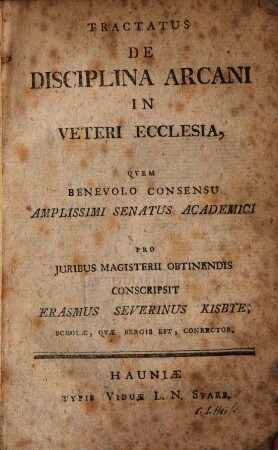 TRACTATUS
DE
DISCIPLINA ARCANI
IN
VETERI ECCLESIA,
QVEM
BENEVOLO CONSENSU
AMPLISSIMI SENATUS ACADEMICI
PRO
JURIBUS MAGISTERII OBTINENDIS
CONSCRIPSIT
ERASMUS SEVERINUS KISBYE,
SCHOLÆ, QVÆ BERGIS EST, CONRECTOR.
HAUNIÆ
TYPIS VIDUÆ L. N. SVARE.